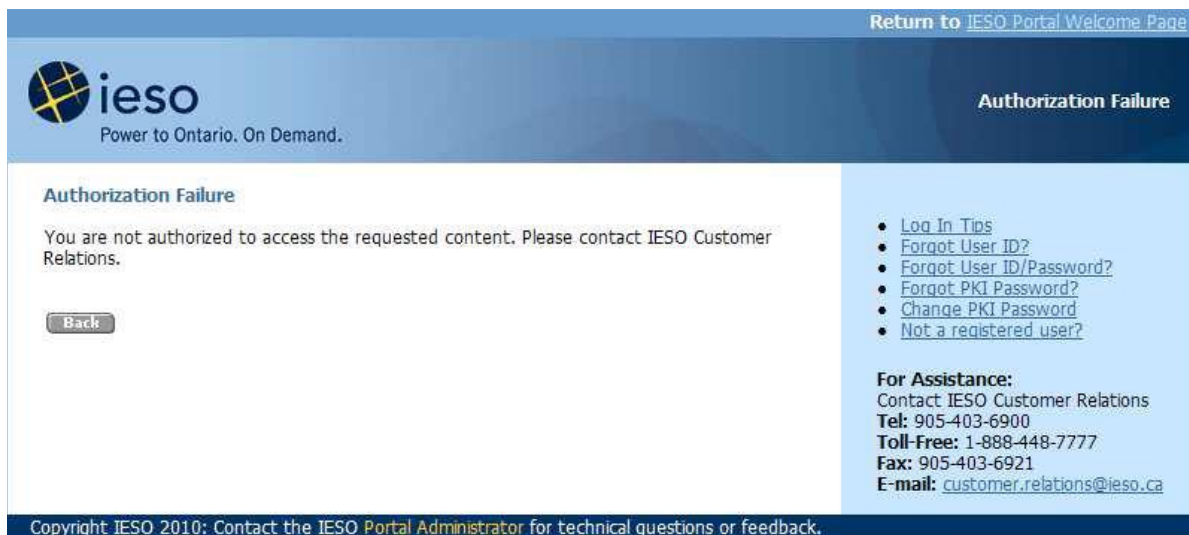 Return to IESO Portal Welcome Page
ieso
Power to Ontario. On Demand.
Authorization Failure
Authorization Failure
You are not authorized to access the requested content. Please contact IESO Customer
Relations.
Back
Log In Tips
Forgot User ID?
Forgot User ID/Password?
Forgot PKI Password?
Change PKI Password
Not a registered user?
For Assistance:
Contact IESO Customer Relations
Tel: 905-403-6900
Toll-Free: 1-888-448-7777
Fax: 905-403-6921
E-mail: customer.relations@ieso.ca
Copyright IESO 2010: Contact the IESO Portal Administrator for technical questions or feedback.